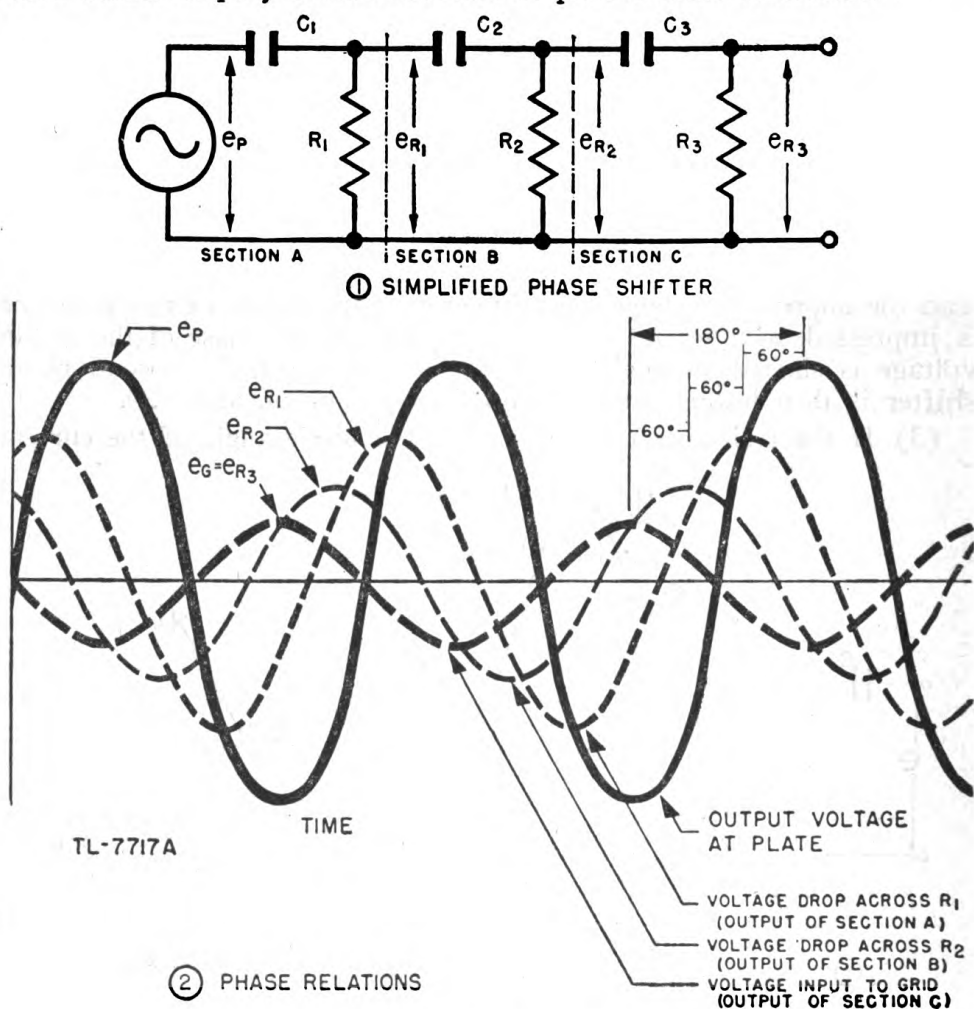 C1 C2 C3
eP R1 eR1 R2 eR2 R3 eR3
SECTION A SECTION B SECTION C
① SIMPLIFIED PHASE SHIFTER
eP
180°
60°
eR1
60°
eR2
60°
eG=eR3
TIME
TL-7717A
OUTPUT VOLTAGE
AT PLATE
VOLTAGE DROP ACROSS R1
(OUTPUT OF SECTION A)
VOLTAGE DROP ACROSS R2
(OUTPUT OF SECTION B)
② PHASE RELATIONS
VOLTAGE INPUT TO GRID
(OUTPUT OF SECTION C)